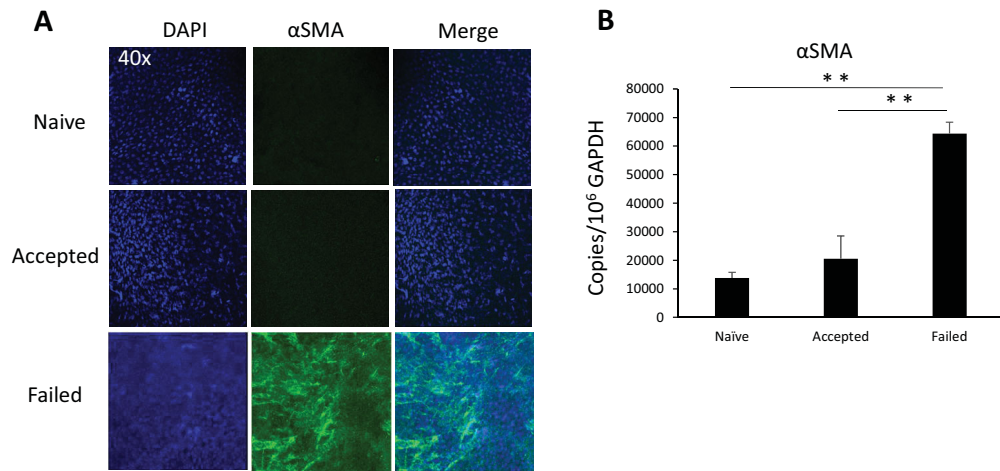 A
DAPI αSMA Merge
40x
Naive
Accepted
Failed
B
αSMA
* *
* *
Copies/10⁶ GAPDH
80000
70000
60000
50000
40000
30000
20000
10000
0
Naïve Accepted Failed